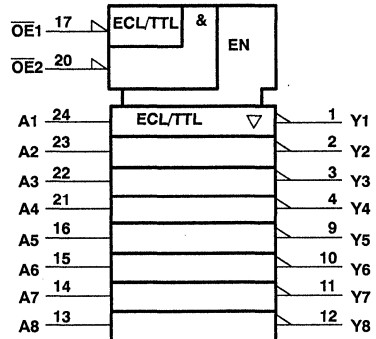 OE1 17 ECL/TTL &
EN
OE2 20
A1 24 ECL/TTL ▽ 1 Y1
A2 23 2 Y2
A3 22 3 Y3
A4 21 4 Y4
A5 16 9 Y5
A6 15 10 Y6
A7 14 11 Y7
A8 13 12 Y8